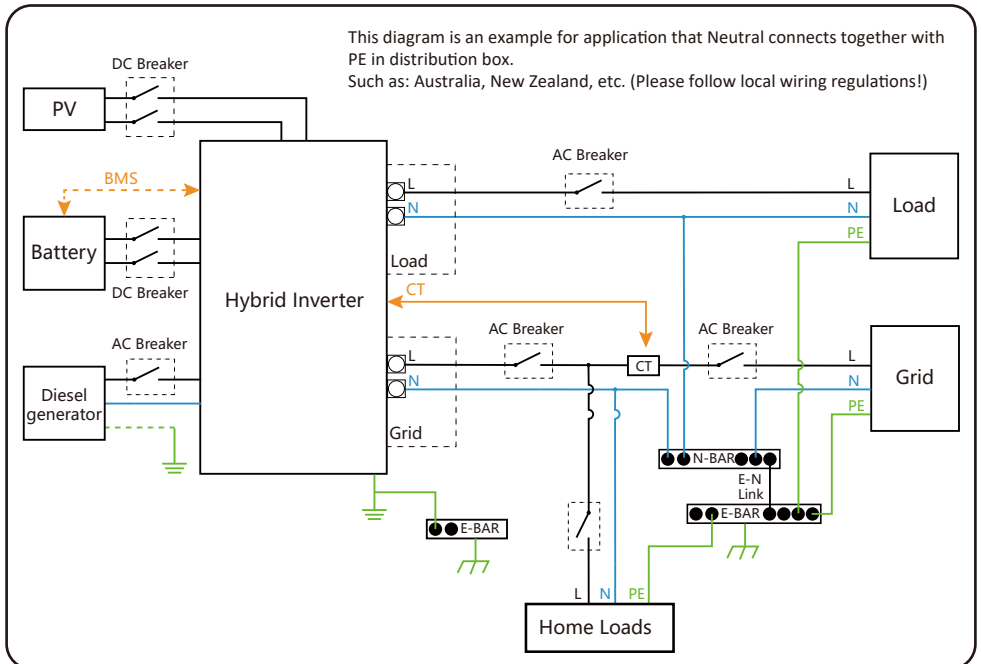 This diagram is an example for application that Neutral connects together with
PE in distribution box.
Such as: Australia, New Zealand, etc. (Please follow local wiring regulations!)
DC Breaker
PV
BMS
Battery
DC Breaker
AC Breaker
Diesel
generator
Hybrid Inverter
L
N
Load
CT
L
N
Grid
AC Breaker
L
N
PE
Load
AC Breaker
CT
AC Breaker
L
N
PE
Grid
N-BAR
E-N
Link
E-BAR
E-BAR
L
N
PE
Home Loads